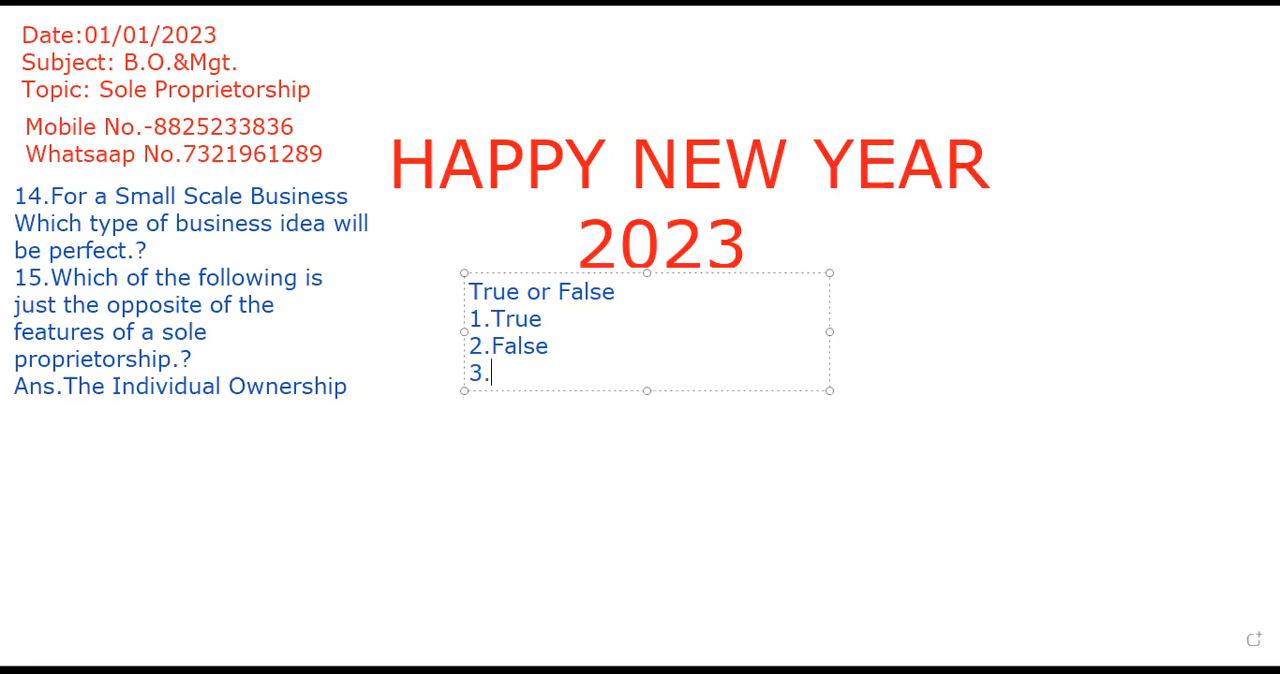 Date:01/01/2023
Subject: B.O.&Mgt.
Topic: Sole Proprietorship
Mobile No.-8825233836
Whatsaap No.7321961289
14.For a Small Scale Business
Which type of business idea will
be perfect.?
15.Which of the following is
just the opposite of the
features of a sole
proprietorship.?
Ans.The Individual Ownership
HAPPY NEW YEAR
2023
True or False
1.True
2.False
3.